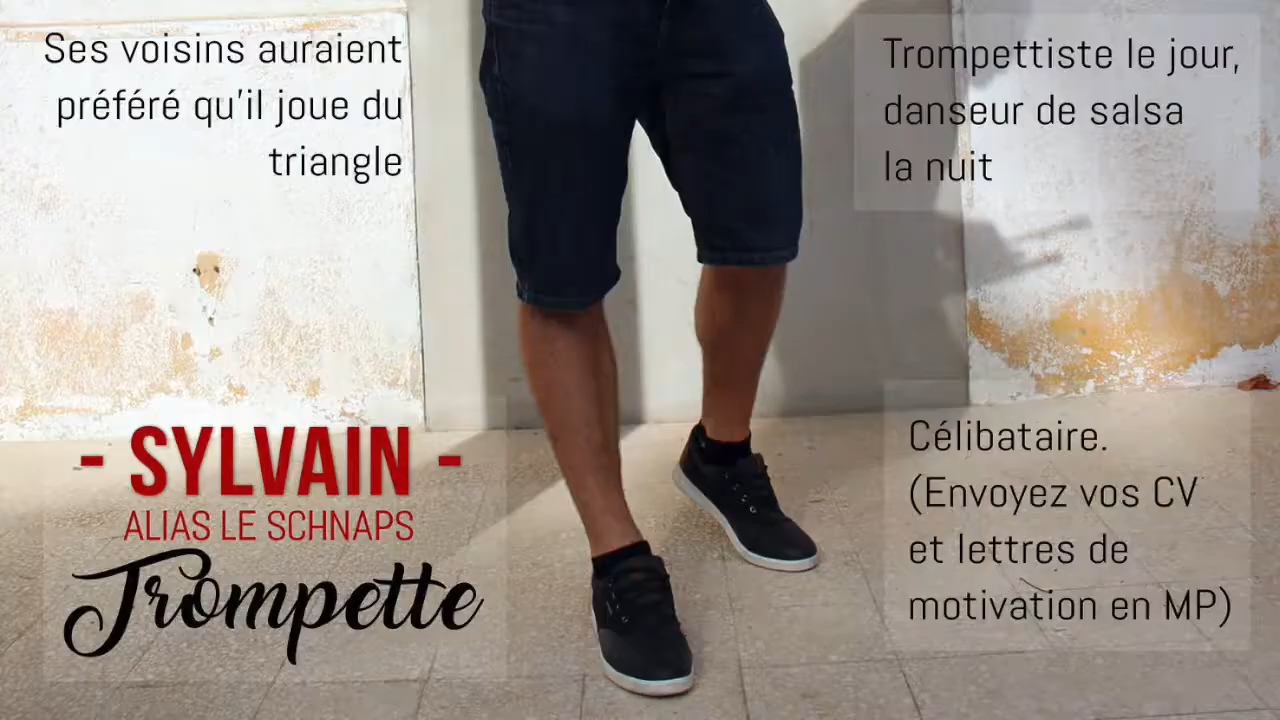 Ses voisins auraient
préféré qu'il joue du
triangle
Trompettiste le jour,
danseur de salsa
la nuit
- SYLVAIN -
ALIAS LE SCHNAPS
Trompette
Célibataire.
(Envoyez vos CV
et lettres de
motivation en MP)